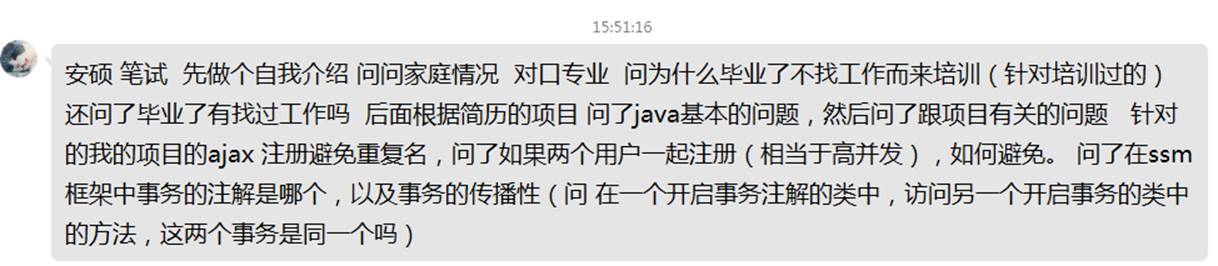 15:51:16
安硕 笔试  先做个自我介绍 问问家庭情况  对口专业  问为什么毕业了不找工作而来培训（针对培训过的）
还问了毕业了有找过工作吗  后面根据简历的项目 问了java基本的问题，然后问了跟项目有关的问题   针对
的我的项目的ajax 注册避免重复名，问了如果两个用户一起注册（相当于高并发），如何避免。 问了在ssm
框架中事务的注解是哪个，以及事务的传播性（问 在一个开启事务注解的类中，访问另一个开启事务的类中
的方法，这两个事务是同一个吗）